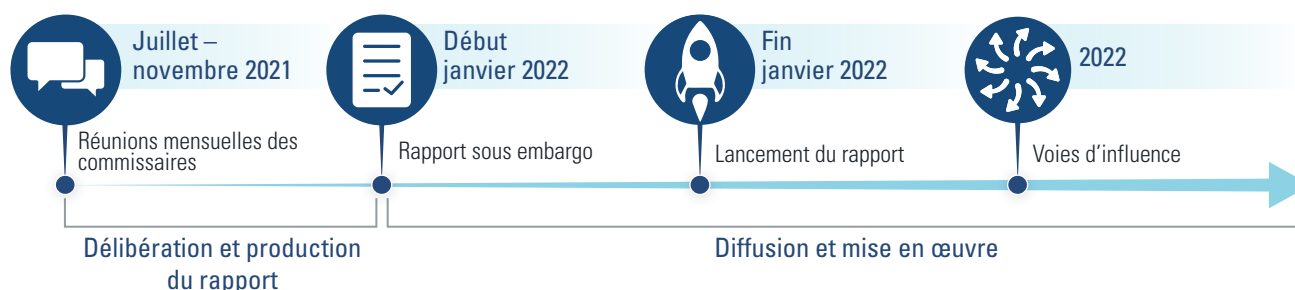 Juillet –
novembre 2021
Réunions mensuelles des
commissaires
Début
janvier 2022
Rapport sous embargo
Fin
janvier 2022
Lancement du rapport
2022
Voies d'influence
Délibération et production
du rapport
Diffusion et mise en œuvre